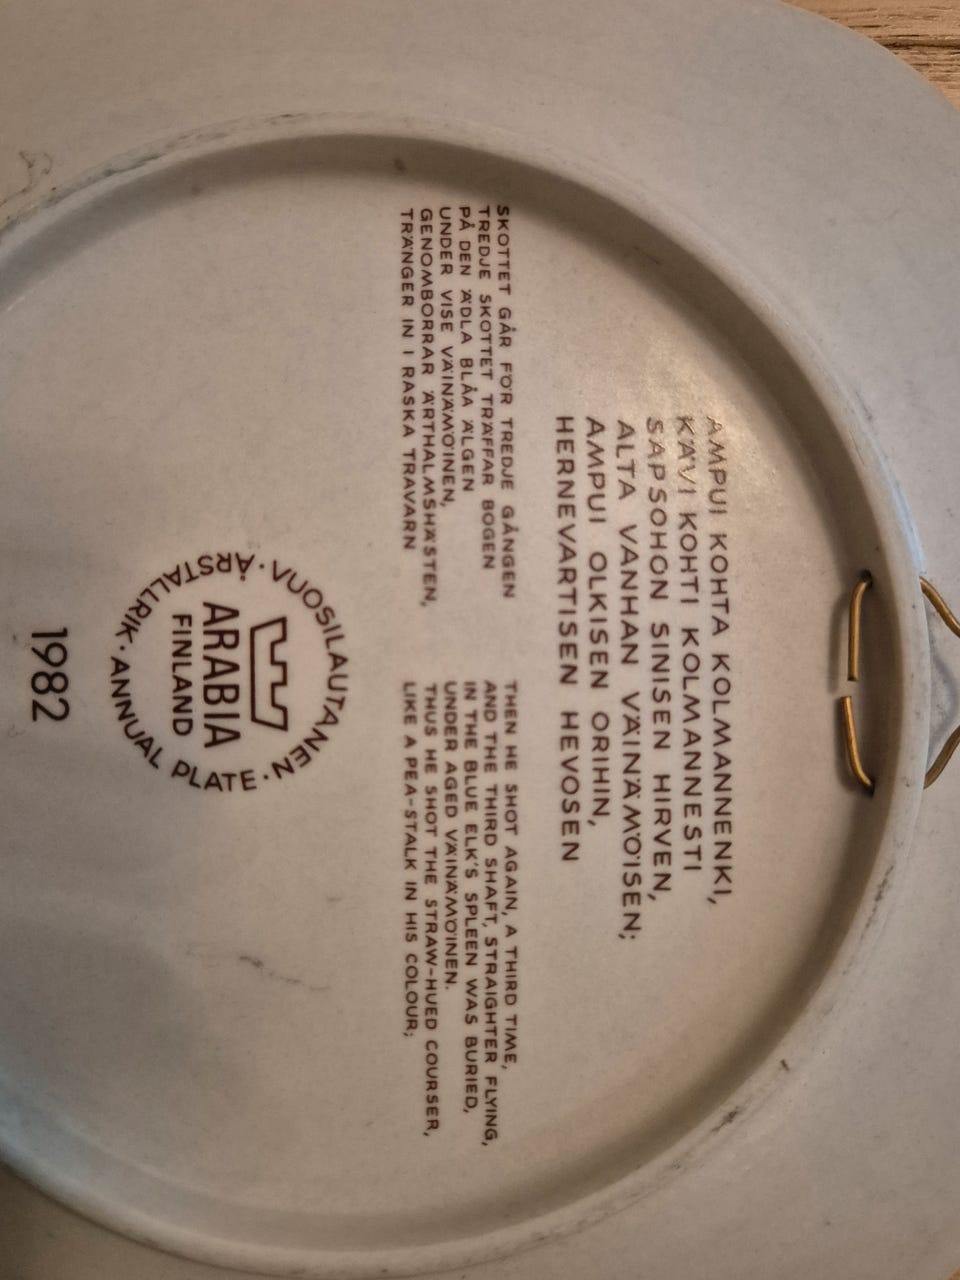 AMPUI KOHTA KOLMANNENKI,
KÄVI KOHTI KOLMANNESTI
SAPSOHON SINISEN HIRVEN,
ALTA VANHAN VÄINÄMÖISEN;
AMPUI OLKISEN ORIHIN,
HERNEVARTISEN HEVOSEN
SKOTTET GÅR FÖR TREDJE GÅNGEN
TREDJE SKOTTET TRÄFFAR BOGEN
PÅ DEN ÄDLA BLÅA ÄLGEN
UNDER VISE VÄINÄMÖINEN,
GENOMBORRAR ÄRTHALMSHÄSTEN,
TRÄNGER IN I RASKA TRAVARN
THEN HE SHOT AGAIN, A THIRD TIME,
AND THE THIRD SHAFT, STRAIGHTER FLYING,
IN THE BLUE ELK'S SPLEEN WAS BURIED,
UNDER AGED VÄINÄMÖINEN.
THUS HE SHOT THE STRAW-HUED COURSER,
LIKE A PEA-STALK IN HIS COLOUR;
VUOSILAUTANEN · ANNUAL PLATE · ÅRSTALLRIK ·
ARABIA
FINLAND
1982